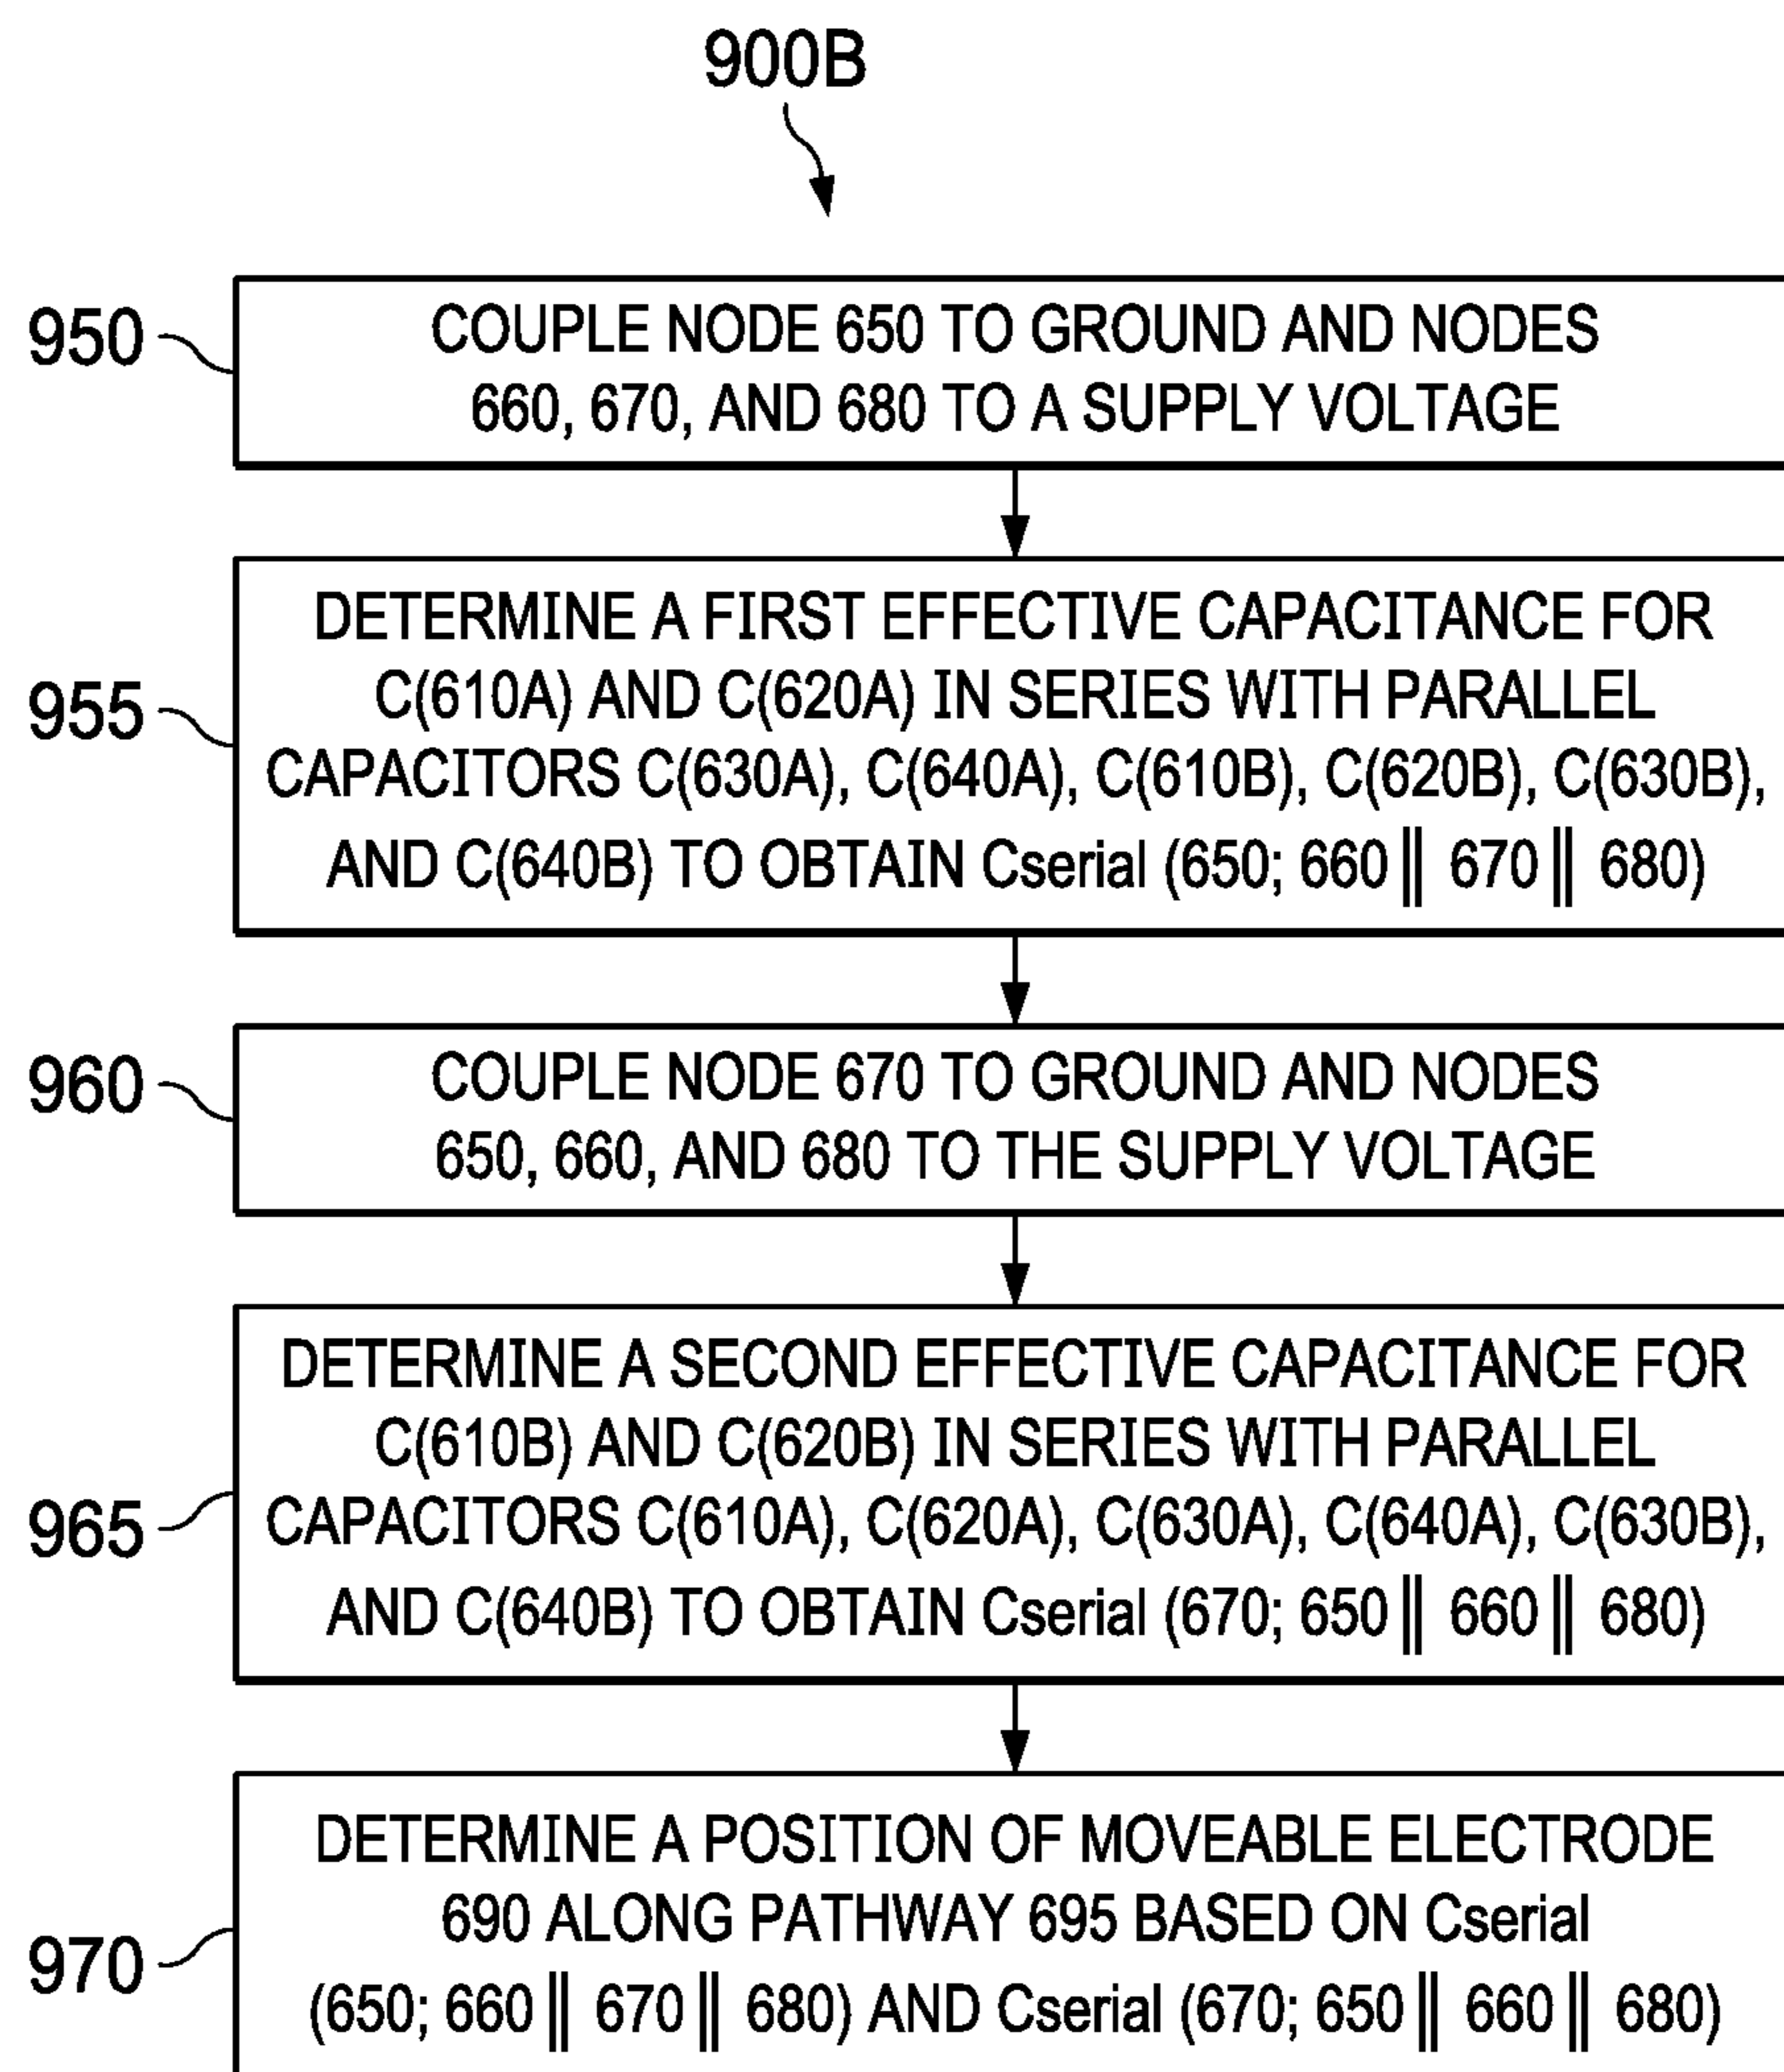 900B
950
COUPLE NODE 650 TO GROUND AND NODES
660, 670, AND 680 TO A SUPPLY VOLTAGE
955
DETERMINE A FIRST EFFECTIVE CAPACITANCE FOR
C(610A) AND C(620A) IN SERIES WITH PARALLEL
CAPACITORS C(630A), C(640A), C(610B), C(620B), C(630B),
AND C(640B) TO OBTAIN Cserial (650; 660 || 670 || 680)
960
COUPLE NODE 670 TO GROUND AND NODES
650, 660, AND 680 TO THE SUPPLY VOLTAGE
965
DETERMINE A SECOND EFFECTIVE CAPACITANCE FOR
C(610B) AND C(620B) IN SERIES WITH PARALLEL
CAPACITORS C(610A), C(620A), C(630A), C(640A), C(630B),
AND C(640B) TO OBTAIN Cserial (670; 650 || 660 || 680)
970
DETERMINE A POSITION OF MOVEABLE ELECTRODE
690 ALONG PATHWAY 695 BASED ON Cserial
(650; 660 || 670 || 680) AND Cserial (670; 650 || 660 || 680)